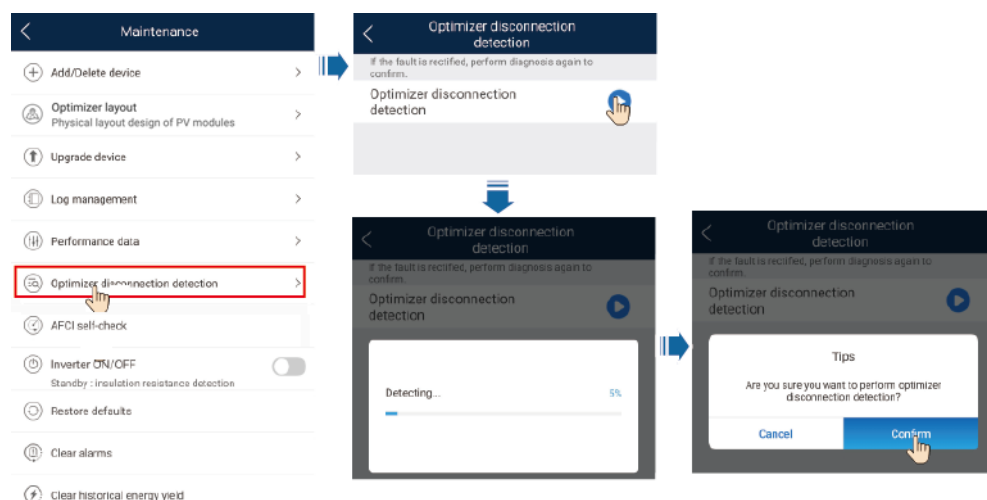 Maintenance
Add/Delete device
Optimizer layout
Physical layout design of PV modules
Upgrade device
Log management
Performance data
Optimizer disconnection detection
AFCI self-check
Inverter ON/OFF
Standby : insulation resistance detection
Restore defaults
Clear alarms
Clear historical energy yield
Optimizer disconnection
detection
If the fault is rectified, perform diagnosis again to
confirm.
Optimizer disconnection
detection
Optimizer disconnection
detection
If the fault is rectified, perform diagnosis again to
confirm.
Optimizer disconnection
detection
Detecting... 5%
Optimizer disconnection
detection
If the fault is rectified, perform diagnosis again to
confirm.
Optimizer disconnection
detection
Tips
Are you sure you want to perform optimizer
disconnection detection?
Cancel Confirm